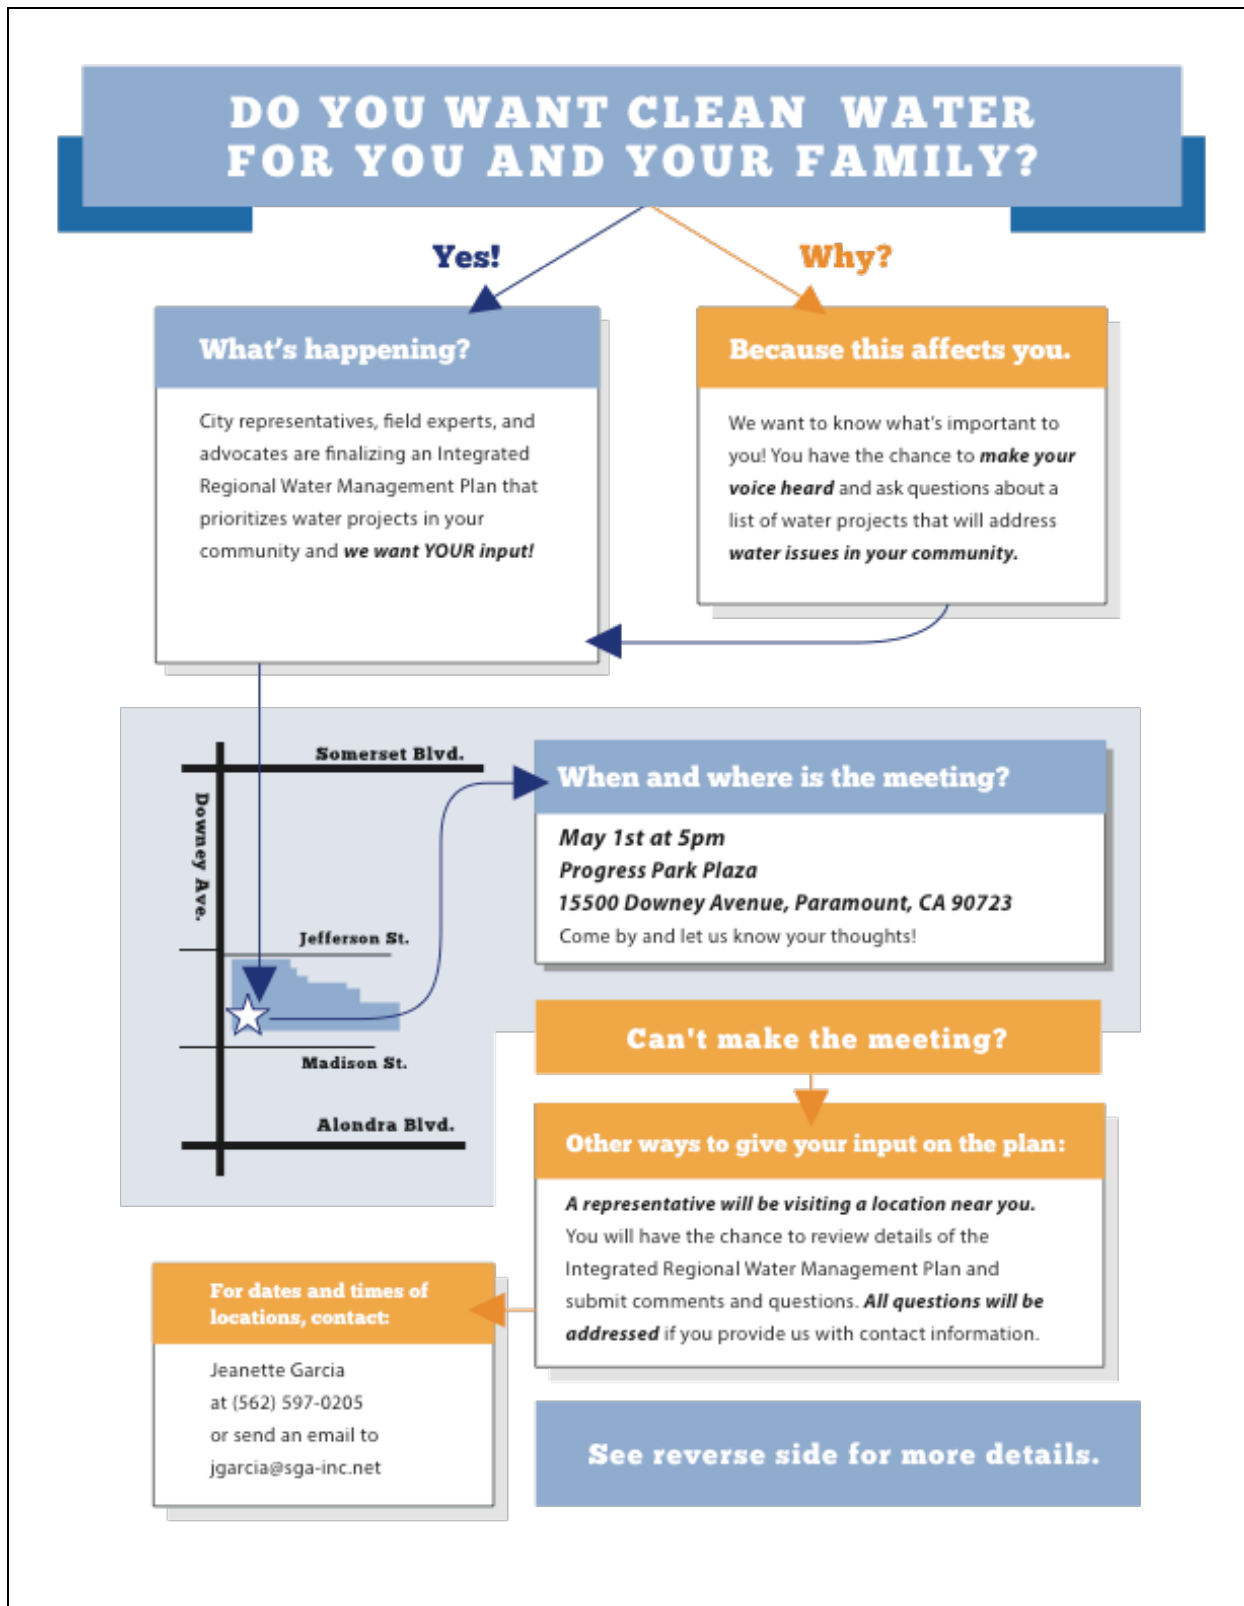 DO YOU WANT CLEAN WATER
FOR YOU AND YOUR FAMILY?
Yes!
Why?
What's happening?
City representatives, field experts, and
advocates are finalizing an Integrated
Regional Water Management Plan that
prioritizes water projects in your
community and we want YOUR input!
Because this affects you.
We want to know what's important to
you! You have the chance to make your
voice heard and ask questions about a
list of water projects that will address
water issues in your community.
Somerset Blvd.
Downey Ave.
Jefferson St.
Madison St.
Alondra Blvd.
When and where is the meeting?
May 1st at 5pm
Progress Park Plaza
15500 Downey Avenue, Paramount, CA 90723
Come by and let us know your thoughts!
Can't make the meeting?
Other ways to give your input on the plan:
A representative will be visiting a location near you.
You will have the chance to review details of the
Integrated Regional Water Management Plan and
submit comments and questions. All questions will be
addressed if you provide us with contact information.
For dates and times of
locations, contact:
Jeanette Garcia
at (562) 597-0205
or send an email to
jgarcia@sga-inc.net
See reverse side for more details.